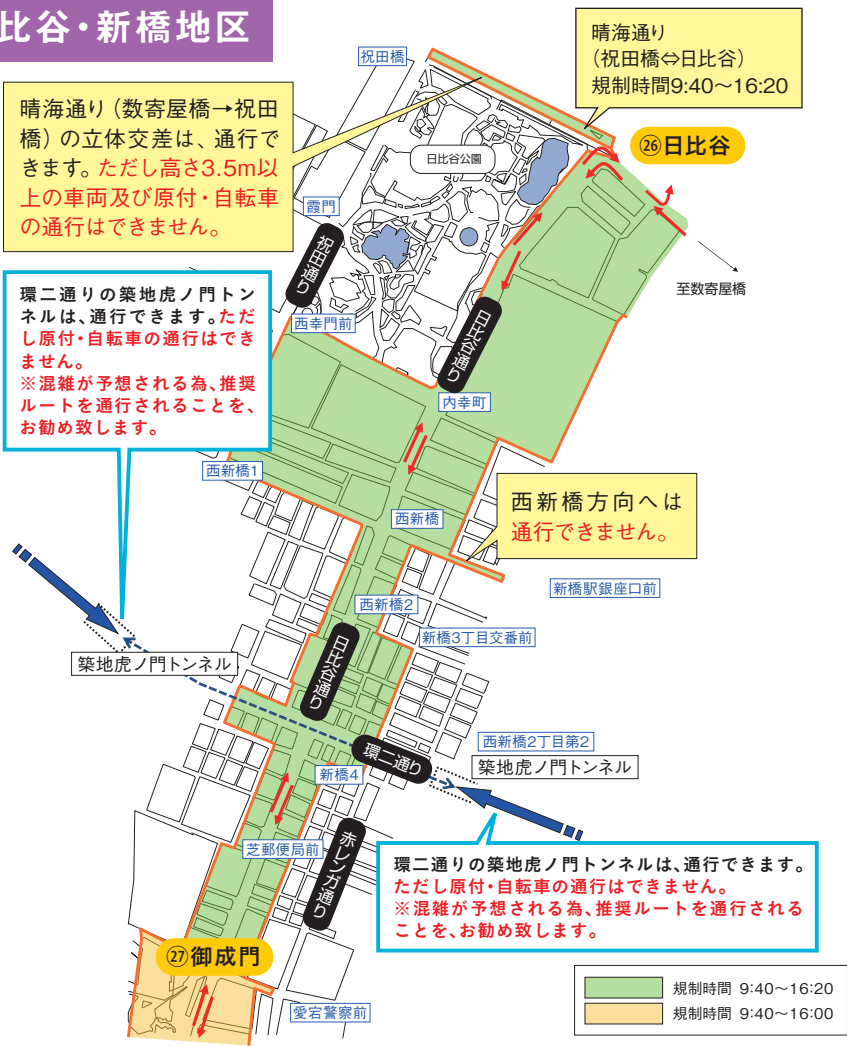 比谷・新橋地区
祝田橋
晴海通り
(祝田橋⇔日比谷)
規制時間9:40〜16:20
晴海通り(数寄屋橋→祝田
橋)の立体交差は、通行で
きます。ただし高さ3.5m以
上の車両及び原付・自転車
の通行はできません。
㉖日比谷
日比谷公園
霞門
祝田通り
至数寄屋橋
環二通りの築地虎ノ門トン
ネルは、通行できます。ただ
し原付・自転車の通行はでき
ません。
※混雑が予想される為、推奨
ルートを通行されることを、
お勧め致します。
西幸門前
日比谷通り
内幸町
西新橋1
西新橋
西新橋方向へは
通行できません。
新橋駅銀座口前
西新橋2
新橋3丁目交番前
日比谷通り
築地虎ノ門トンネル
西新橋2丁目第2
環二通り
築地虎ノ門トンネル
新橋4
芝郵便局前
赤レンガ通り
環二通りの築地虎ノ門トンネルは、通行できます。
ただし原付・自転車の通行はできません。
※混雑が予想される為、推奨ルートを通行される
ことを、お勧め致します。
㉗御成門
愛宕警察前
規制時間 9:40〜16:20
規制時間 9:40〜16:00